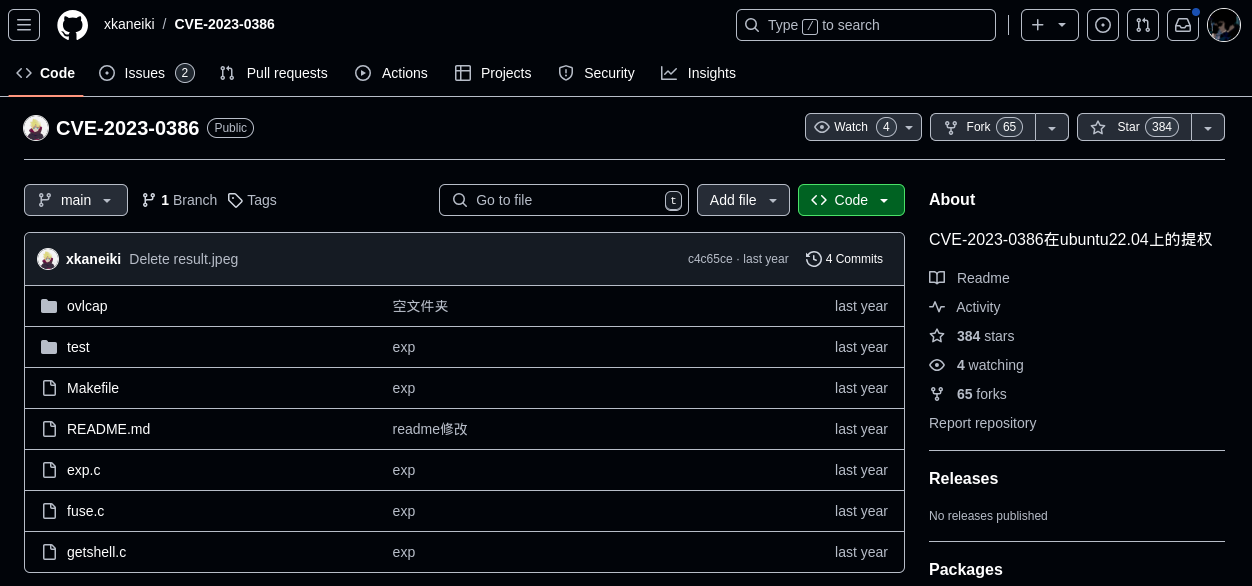 xkaneiki / CVE-2023-0386
Type / to search
Code Issues 2 Pull requests Actions Projects Security Insights
CVE-2023-0386 Public
Watch 4 Fork 65 Star 384
main 1 Branch Tags
Go to file t Add file Code
xkaneiki Delete result.jpeg c4c65ce · last year 4 Commits
ovlcap 空文件夹 last year
test exp last year
Makefile exp last year
README.md readme修改 last year
exp.c exp last year
fuse.c exp last year
getshell.c exp last year
About
CVE-2023-0386在ubuntu22.04上的提权
Readme
Activity
384 stars
4 watching
65 forks
Report repository
Releases
No releases published
Packages